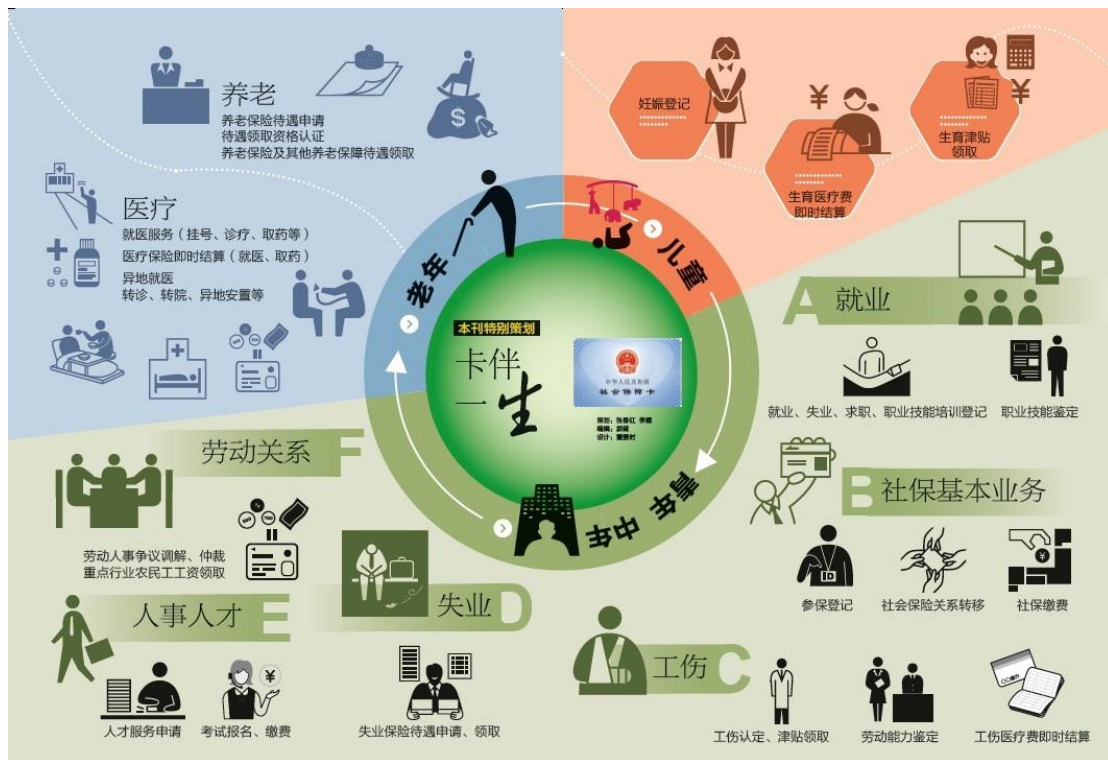 养老
养老保险待遇申请
待遇领取资格认证
养老保险及其他养老保障待遇领取
医疗
就医服务（挂号、诊疗、取药等）
医疗保险即时结算（就医、取药）
异地就医
转诊、转院、异地安置等
妊娠登记
生育医疗费
即时结算
生育津贴
领取
老年
儿童
青年 中年
本刊特别策划
卡伴
一生
中华人民共和国
社会保障卡
A 就业
就业、失业、求职、职业技能培训登记
职业技能鉴定
B 社保基本业务
ID
参保登记
社会保险关系转移
社保缴费
工伤 C
工伤认定、津贴领取
劳动能力鉴定
工伤医疗费即时结算
失业 D
失业保险待遇申请、领取
人事人才 E
人才服务申请
考试报名、缴费
劳动关系 F
劳动人事争议调解、仲裁
重点行业农民工工资领取